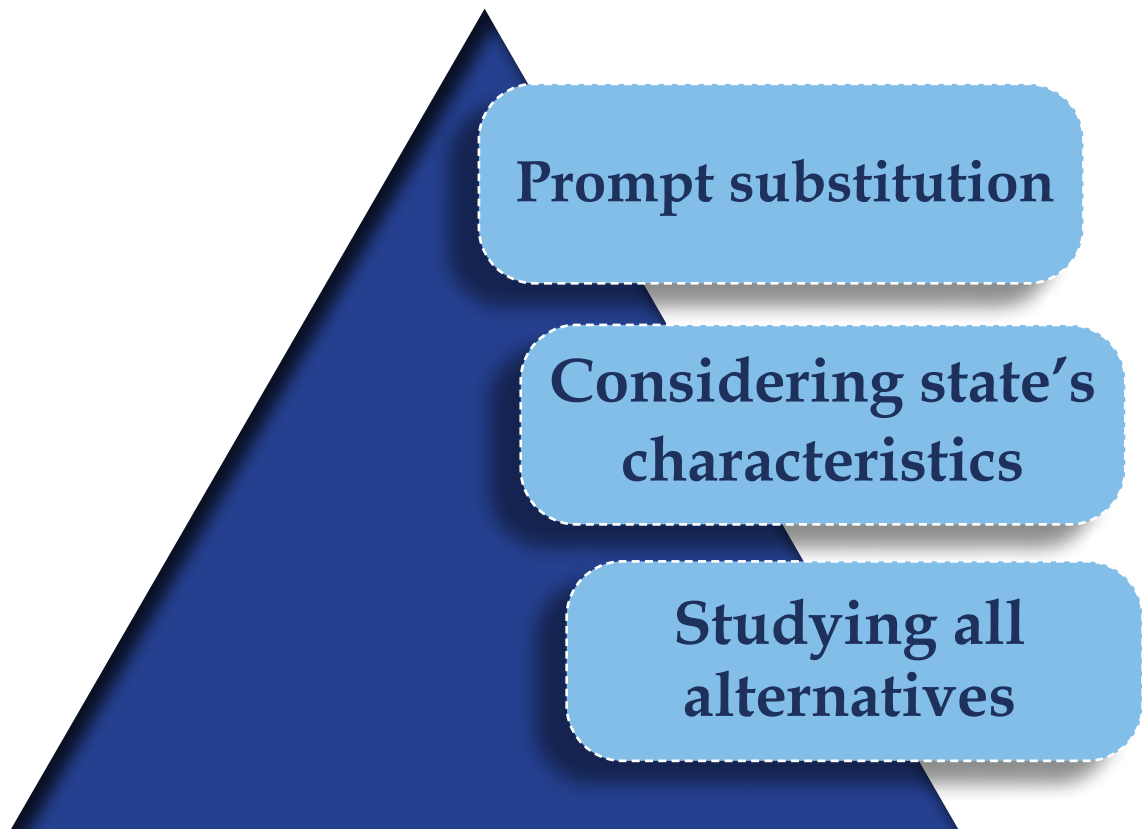 Prompt substitution
Considering state’s
characteristics
Studying all
alternatives